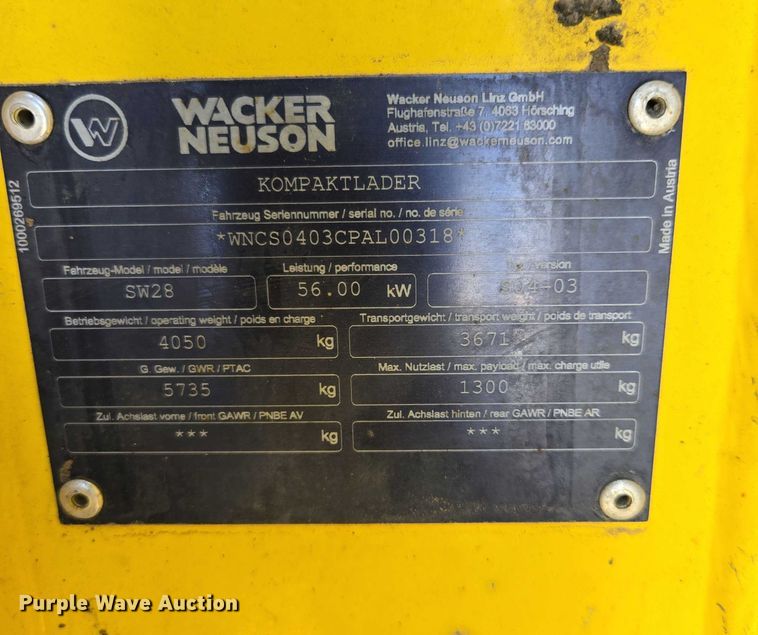 W
WACKER
NEUSON
Wacker Neuson Linz GmbH
Flughafenstraße 7, 4063 Hörsching
Austria, Tel. +43 (0)7221 63000
office.linz@wackerneuson.com
KOMPAKTLADER
Fahrzeug Seriennummer / serial no. / no. de série
*WNCS0403CPAL00318*
Fahrzeug-Model / model / modèle
Leistung / performance
version
SW28
56.00 kW
S04-03
Betriebsgewicht / operating weight / poids en charge
Transportgewicht / transport weight / poids de transport
4050 kg
3671 kg
G. Gew. / GWR / PTAC
Max. Nutzlast / max. payload / max. charge utile
5735 kg
1300 kg
Zul. Achslast vorne / front GAWR / PNBE AV
Zul. Achslast hinten / rear GAWR / PNBE AR
*** kg
*** kg
1000269512
Made in Austria
Purple Wave Auction